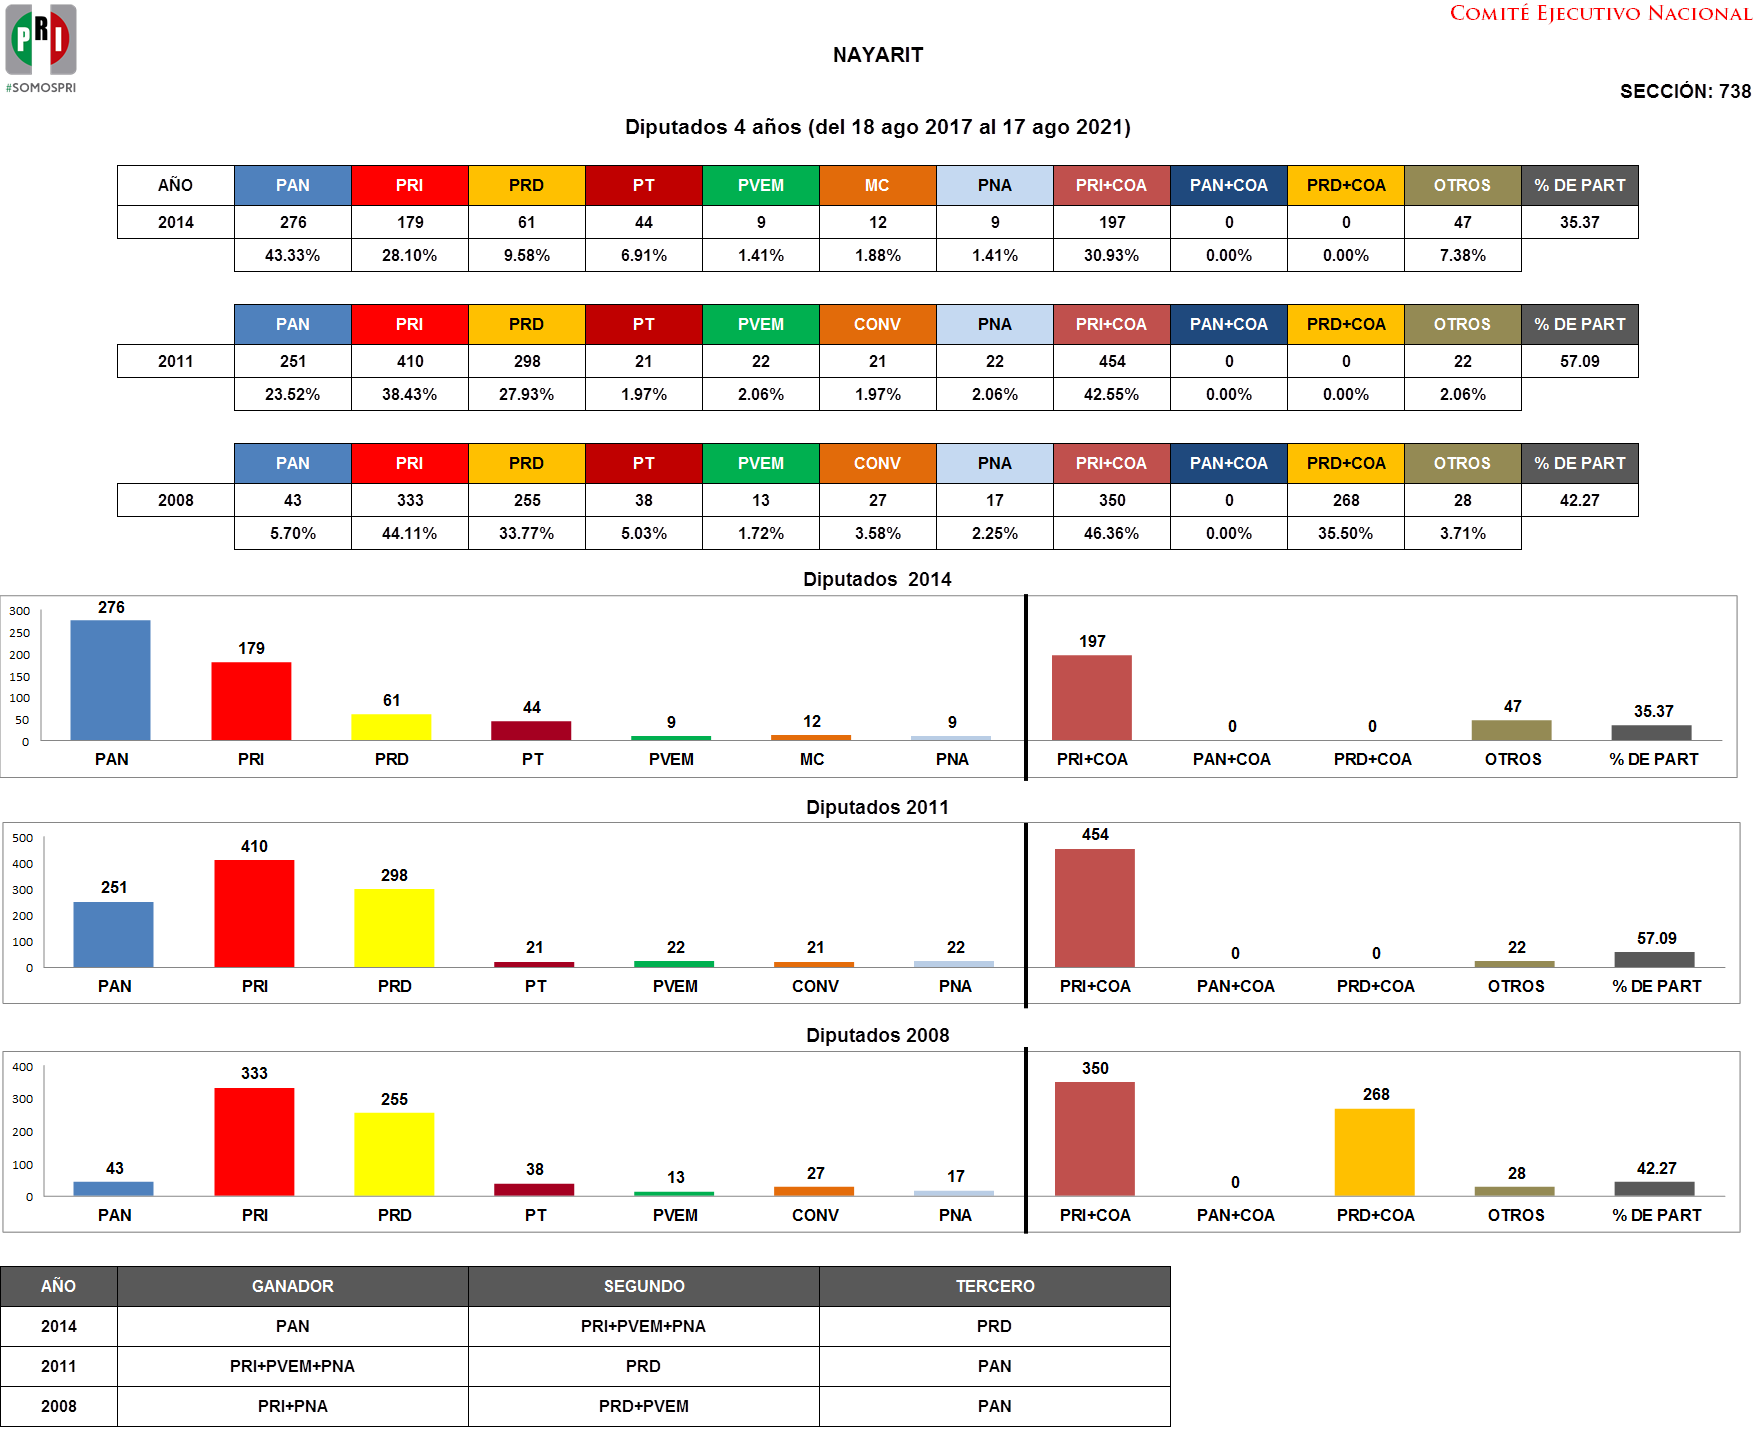 PRI
#SOMOSPRI
COMITÉ EJECUTIVO NACIONAL
NAYARIT
SECCIÓN: 738
Diputados 4 años (del 18 ago 2017 al 17 ago 2021)
AÑO PAN PRI PRD PT PVEM MC PNA PRI+COA PAN+COA PRD+COA OTROS % DE PART
2014 276 179 61 44 9 12 9 197 0 0 47 35.37
43.33% 28.10% 9.58% 6.91% 1.41% 1.88% 1.41% 30.93% 0.00% 0.00% 7.38%
PAN PRI PRD PT PVEM CONV PNA PRI+COA PAN+COA PRD+COA OTROS % DE PART
2011 251 410 298 21 22 21 22 454 0 0 22 57.09
23.52% 38.43% 27.93% 1.97% 2.06% 1.97% 2.06% 42.55% 0.00% 0.00% 2.06%
PAN PRI PRD PT PVEM CONV PNA PRI+COA PAN+COA PRD+COA OTROS % DE PART
2008 43 333 255 38 13 27 17 350 0 268 28 42.27
5.70% 44.11% 33.77% 5.03% 1.72% 3.58% 2.25% 46.36% 0.00% 35.50% 3.71%
Diputados 2014
300
250
200
150
100
50
0
276 179 61 44 9 12 9 197 0 0 47 35.37
PAN PRI PRD PT PVEM MC PNA PRI+COA PAN+COA PRD+COA OTROS % DE PART
Diputados 2011
500
400
300
200
100
0
251 410 298 21 22 21 22 454 0 0 22 57.09
PAN PRI PRD PT PVEM CONV PNA PRI+COA PAN+COA PRD+COA OTROS % DE PART
Diputados 2008
400
300
200
100
0
43 333 255 38 13 27 17 350 0 268 28 42.27
PAN PRI PRD PT PVEM CONV PNA PRI+COA PAN+COA PRD+COA OTROS % DE PART
AÑO GANADOR SEGUNDO TERCERO
2014 PAN PRI+PVEM+PNA PRD
2011 PRI+PVEM+PNA PRD PAN
2008 PRI+PNA PRD+PVEM PAN